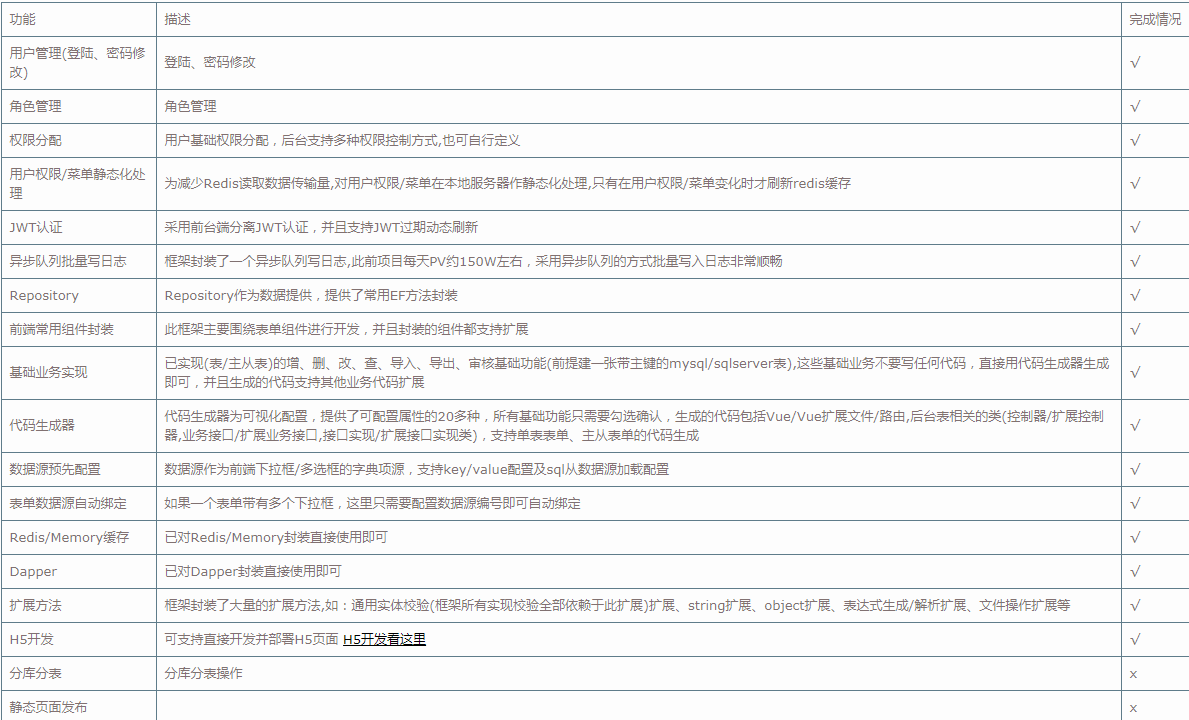 功能 描述 完成情况
用户管理(登陆、密码修
改) 登陆、密码修改 √
角色管理 角色管理 √
权限分配 用户基础权限分配，后台支持多种权限控制方式,也可自行定义 √
用户权限/菜单静态化处
理 为减少Redis读取数据传输量,对用户权限/菜单在本地服务器作静态化处理,只有在用户权限/菜单变化时才刷新redis缓存 √
JWT认证 采用前台端分离JWT认证，并且支持JWT过期动态刷新 √
异步队列批量写日志 框架封装了一个异步队列写日志,此前项目每天PV约150W左右，采用异步队列的方式批量写入日志非常顺畅 √
Repository Repository作为数据提供，提供了常用EF方法封装 √
前端常用组件封装 此框架主要围绕表单组件进行开发，并且封装的组件都支持扩展 √
基础业务实现 已实现(表/主从表)的增、删、改、查、导入、导出、审核基础功能(前提建一张带主键的mysql/sqlserver表),这些基础业务不要写任何代码，直接用代码生成器生成
即可，并且生成的代码支持其他业务代码扩展 √
代码生成器 代码生成器为可视化配置，提供了可配置属性的20多种，所有基础功能只需要勾选确认，生成的代码包括Vue/Vue扩展文件/路由,后台表相关的类(控制器/扩展控制
器,业务接口/扩展业务接口,接口实现/扩展接口实现类)，支持单表表单、主从表单的代码生成 √
数据源预先配置 数据源作为前端下拉框/多选框的字典项源，支持key/value配置及sql从数据源加载配置 √
表单数据源自动绑定 如果一个表单带有多个下拉框，这里只需要配置数据源编号即可自动绑定 √
Redis/Memory缓存 已对Redis/Memory封装直接使用即可 √
Dapper 已对Dapper封装直接使用即可 √
扩展方法 框架封装了大量的扩展方法,如：通用实体校验(框架所有实现校验全部依赖于此扩展)扩展、string扩展、object扩展、表达式生成/解析扩展、文件操作扩展等 √
H5开发 可支持直接开发并部署H5页面 H5开发看这里 √
分库分表 分库分表操作 x
静态页面发布 x